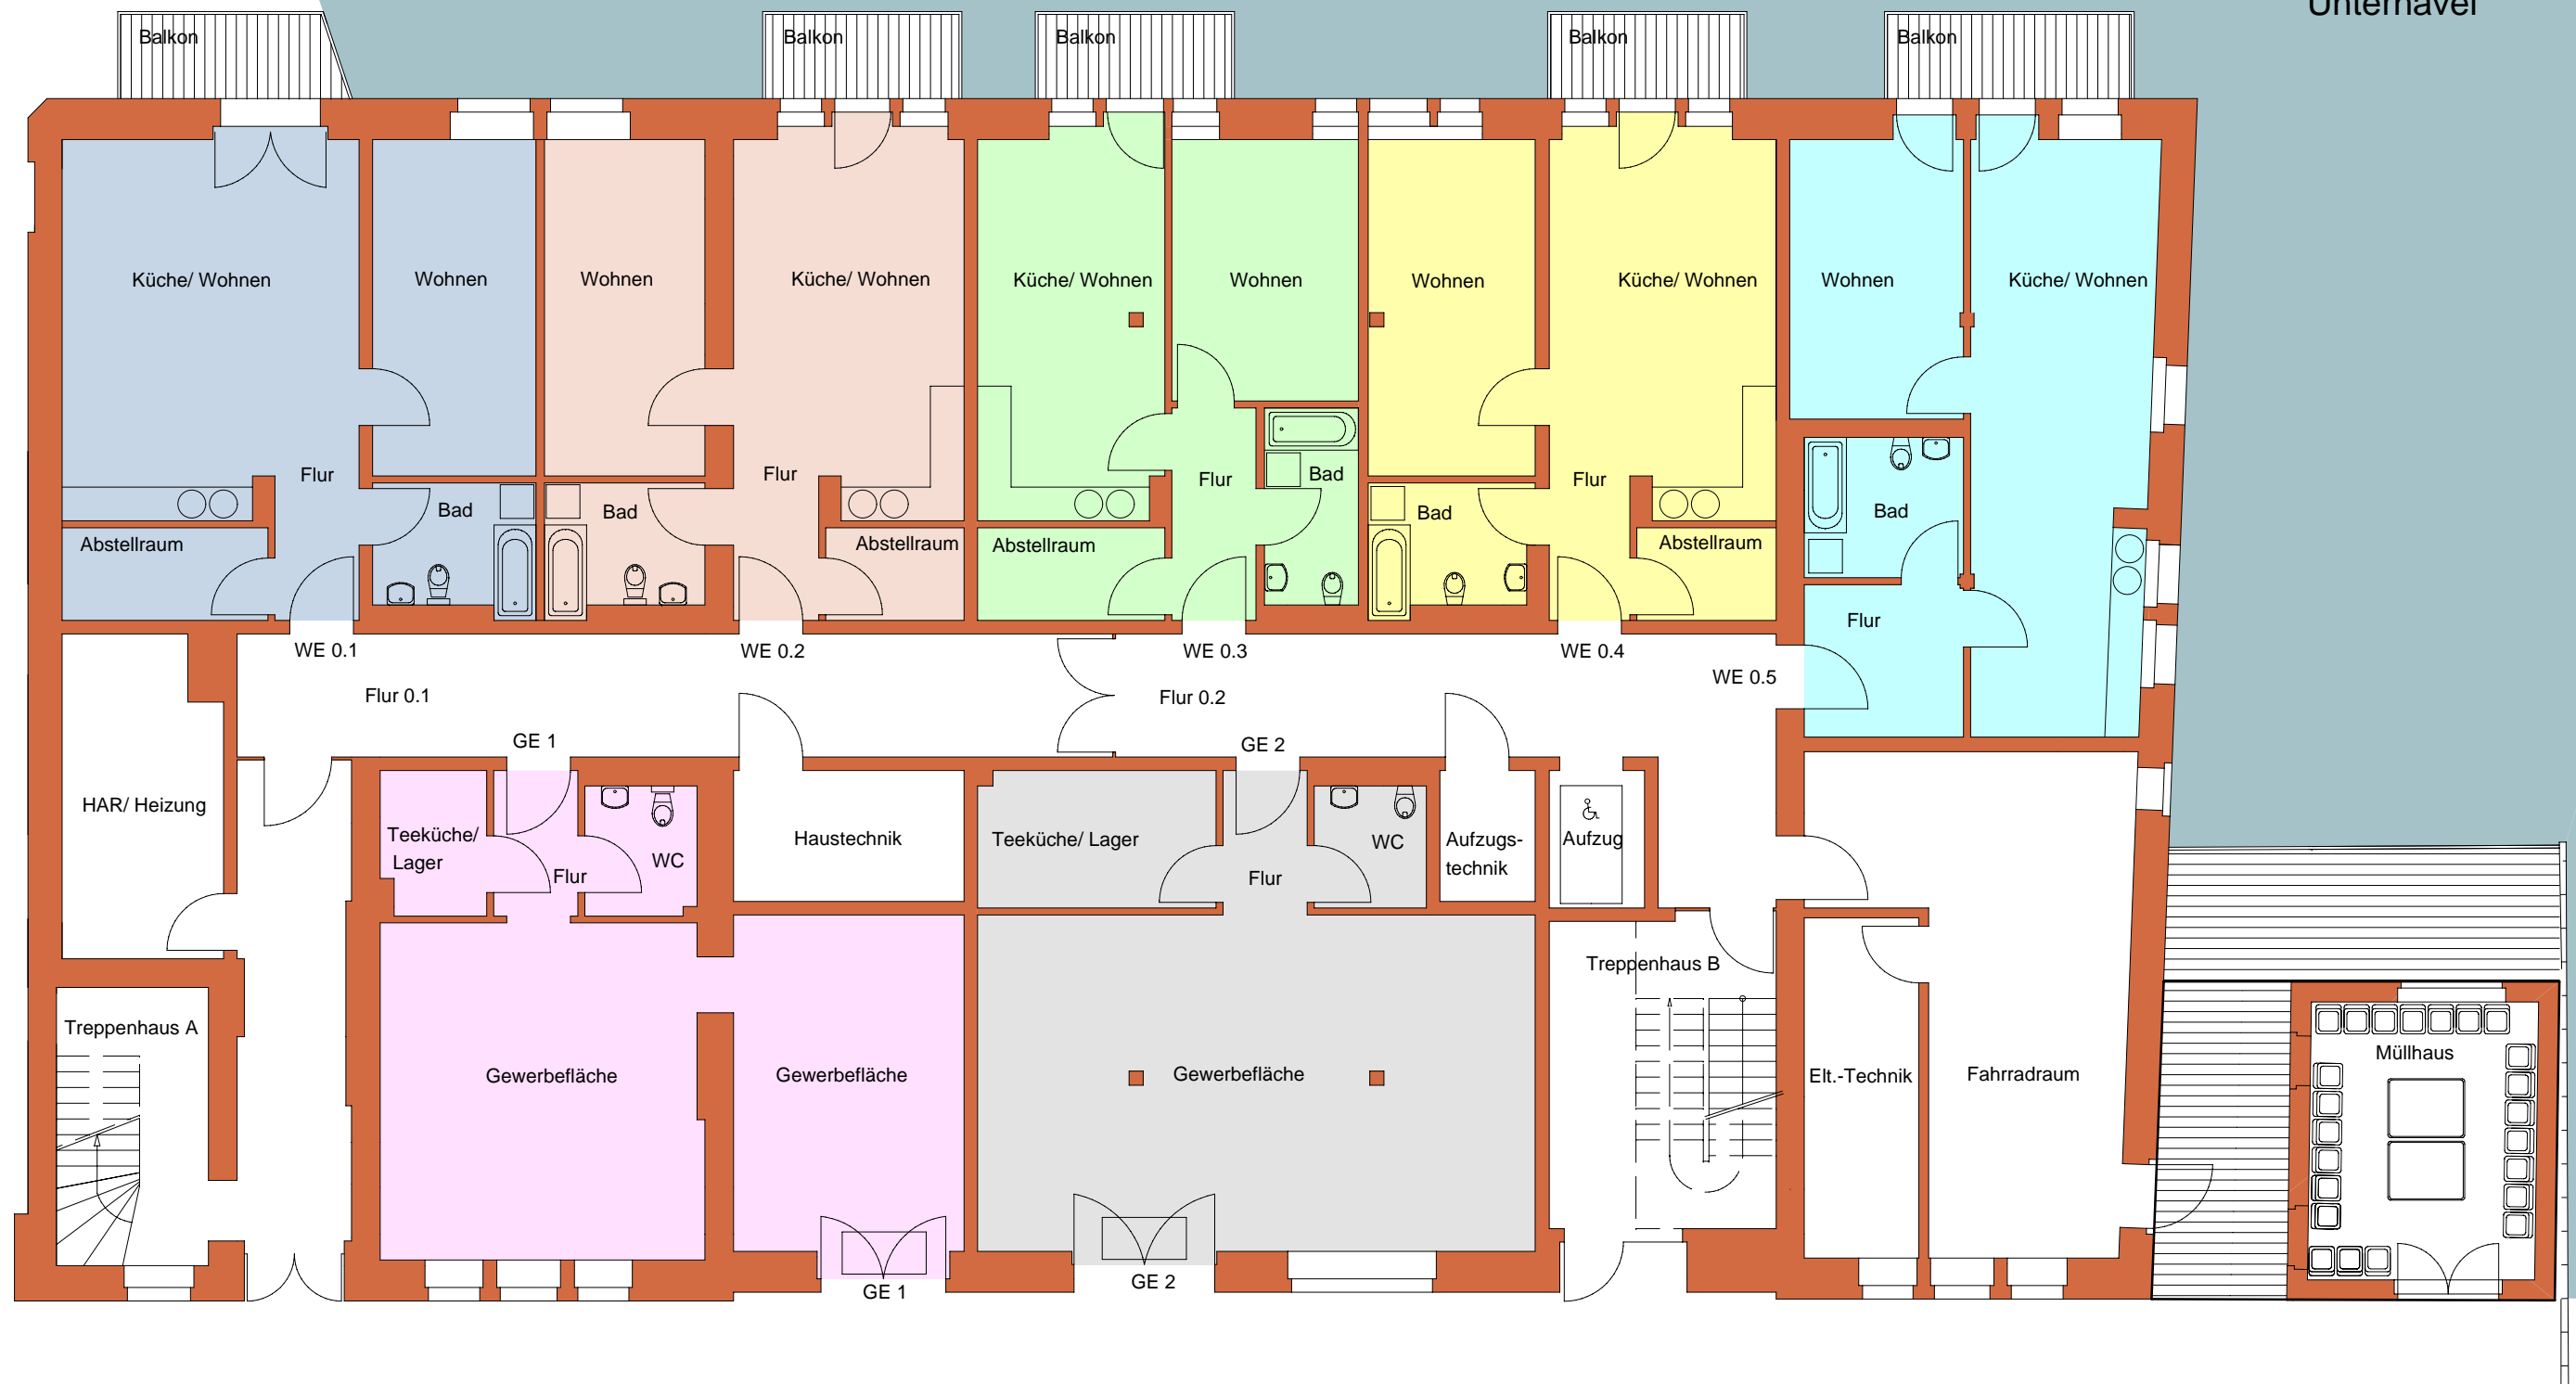 Unterhavel
Balkon
Balkon
Balkon
Balkon
Balkon
Küche/ Wohnen
Wohnen
Wohnen
Küche/ Wohnen
Küche/ Wohnen
Wohnen
Wohnen
Küche/ Wohnen
Wohnen
Küche/ Wohnen
Flur
Bad
Bad
Flur
Flur
Bad
Bad
Flur
Bad
Abstellraum
Abstellraum
Abstellraum
Abstellraum
Flur
WE 0.1
WE 0.2
WE 0.3
WE 0.4
WE 0.5
Flur 0.1
Flur 0.2
GE 1
GE 2
HAR/ Heizung
Teeküche/
Lager
Flur
WC
Haustechnik
Teeküche/ Lager
Flur
WC
Aufzugs-
technik
Aufzug
Treppenhaus A
Treppenhaus B
Gewerbefläche
Gewerbefläche
Gewerbefläche
Elt.-Technik
Fahrradraum
Müllhaus
GE 1
GE 2